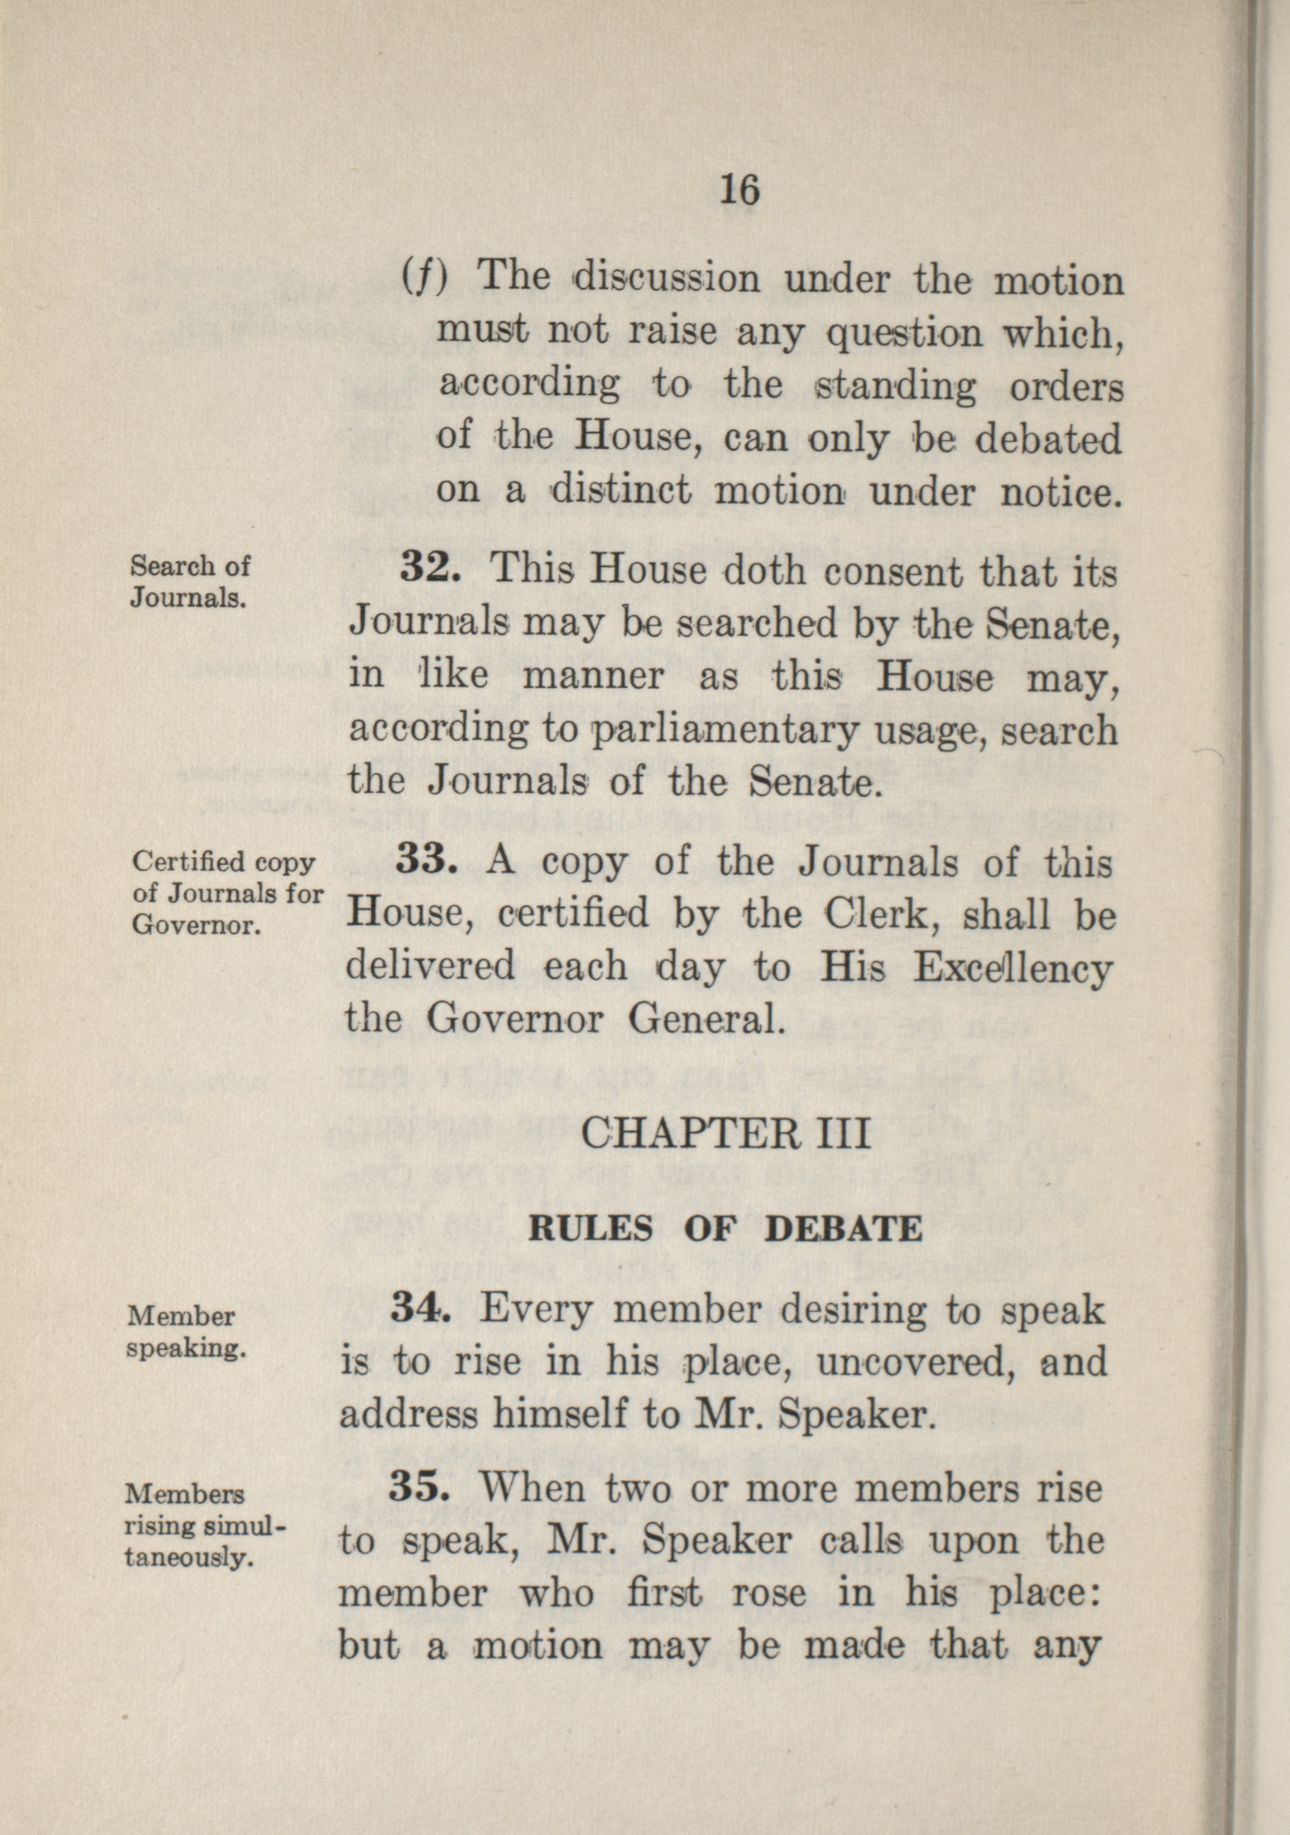 16
(f) The discussion under the motion
must not raise any question which,
according to the standing orders
of the House, can only be debated
on a distinct motion under notice.
Search of
Journals.
32. This House doth consent that its
Journals may be searched by the Senate,
in like manner as this House may,
according to parliamentary usage, search
the Journals of the Senate.
Certified copy
of Journals for
Governor.
33. A copy of the Journals of this
House, certified by the Clerk, shall be
delivered each day to His Excellency
the Governor General.
CHAPTER III
RULES OF DEBATE
Member
speaking.
34. Every member desiring to speak
is to rise in his place, uncovered, and
address himself to Mr. Speaker.
Members
rising simul-
taneously.
35. When two or more members rise
to speak, Mr. Speaker calls upon the
member who first rose in his place:
but a motion may be made that any